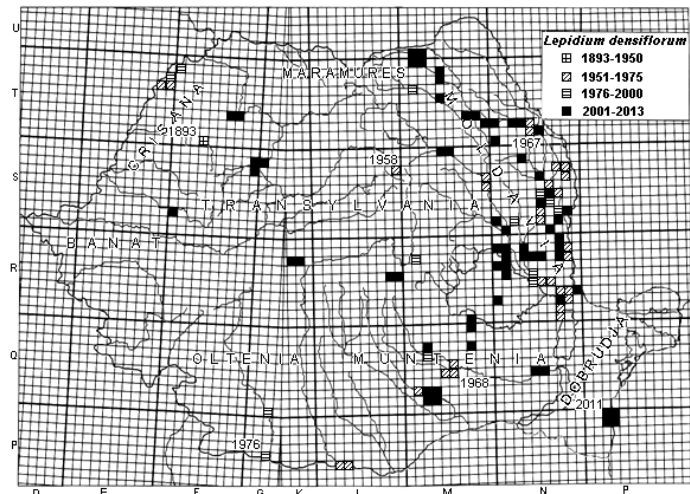 U
Lepidium densiflorum
1893-1950
1951-1975
1976-2000
2001-2013
MARAMURES
T
CRISANA
MOLDAVIA
1893
1967
1958
S
TRANSYLVANIA
BANAT
R
OLTENIA
MUNTENIA
DOBRUDJA
Q
1968
2011
1976
P
D E F G K L M N P